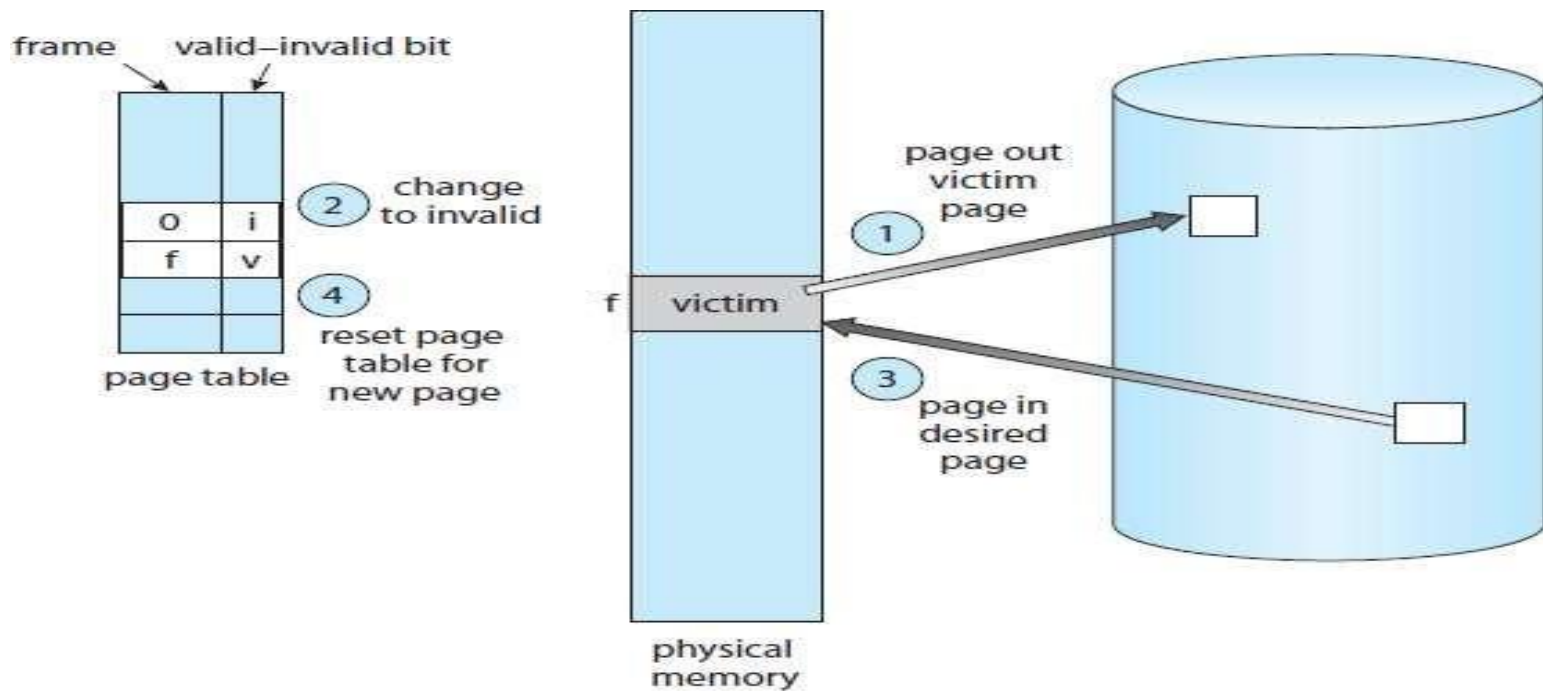 frame valid–invalid bit
0 i
f v
2
change
to invalid
4
reset page
table for
new page
page table
page out
victim
page
1
f victim
3
page in
desired
page
physical
memory